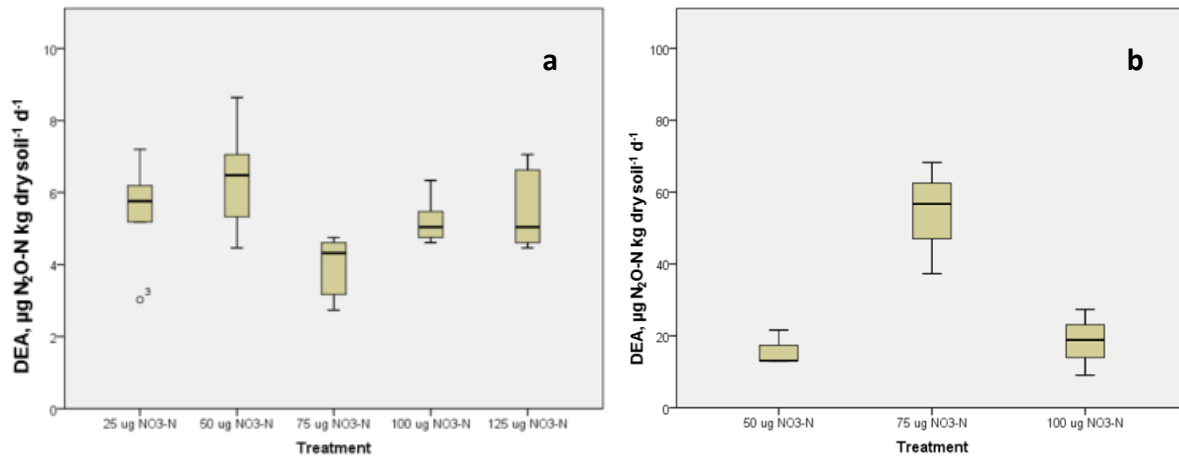 a
DEA, µg N₂O-N kg dry soil⁻¹ d⁻¹
10
8
6
4
2
0
3
25 ug NO3-N 50 ug NO3-N 75 ug NO3-N 100 ug NO3-N 125 ug NO3-N
Treatment
b
DEA, µg N₂O-N kg dry soil⁻¹ d⁻¹
100
80
60
40
20
0
50 ug NO3-N 75 ug NO3-N 100 ug NO3-N
Treatment